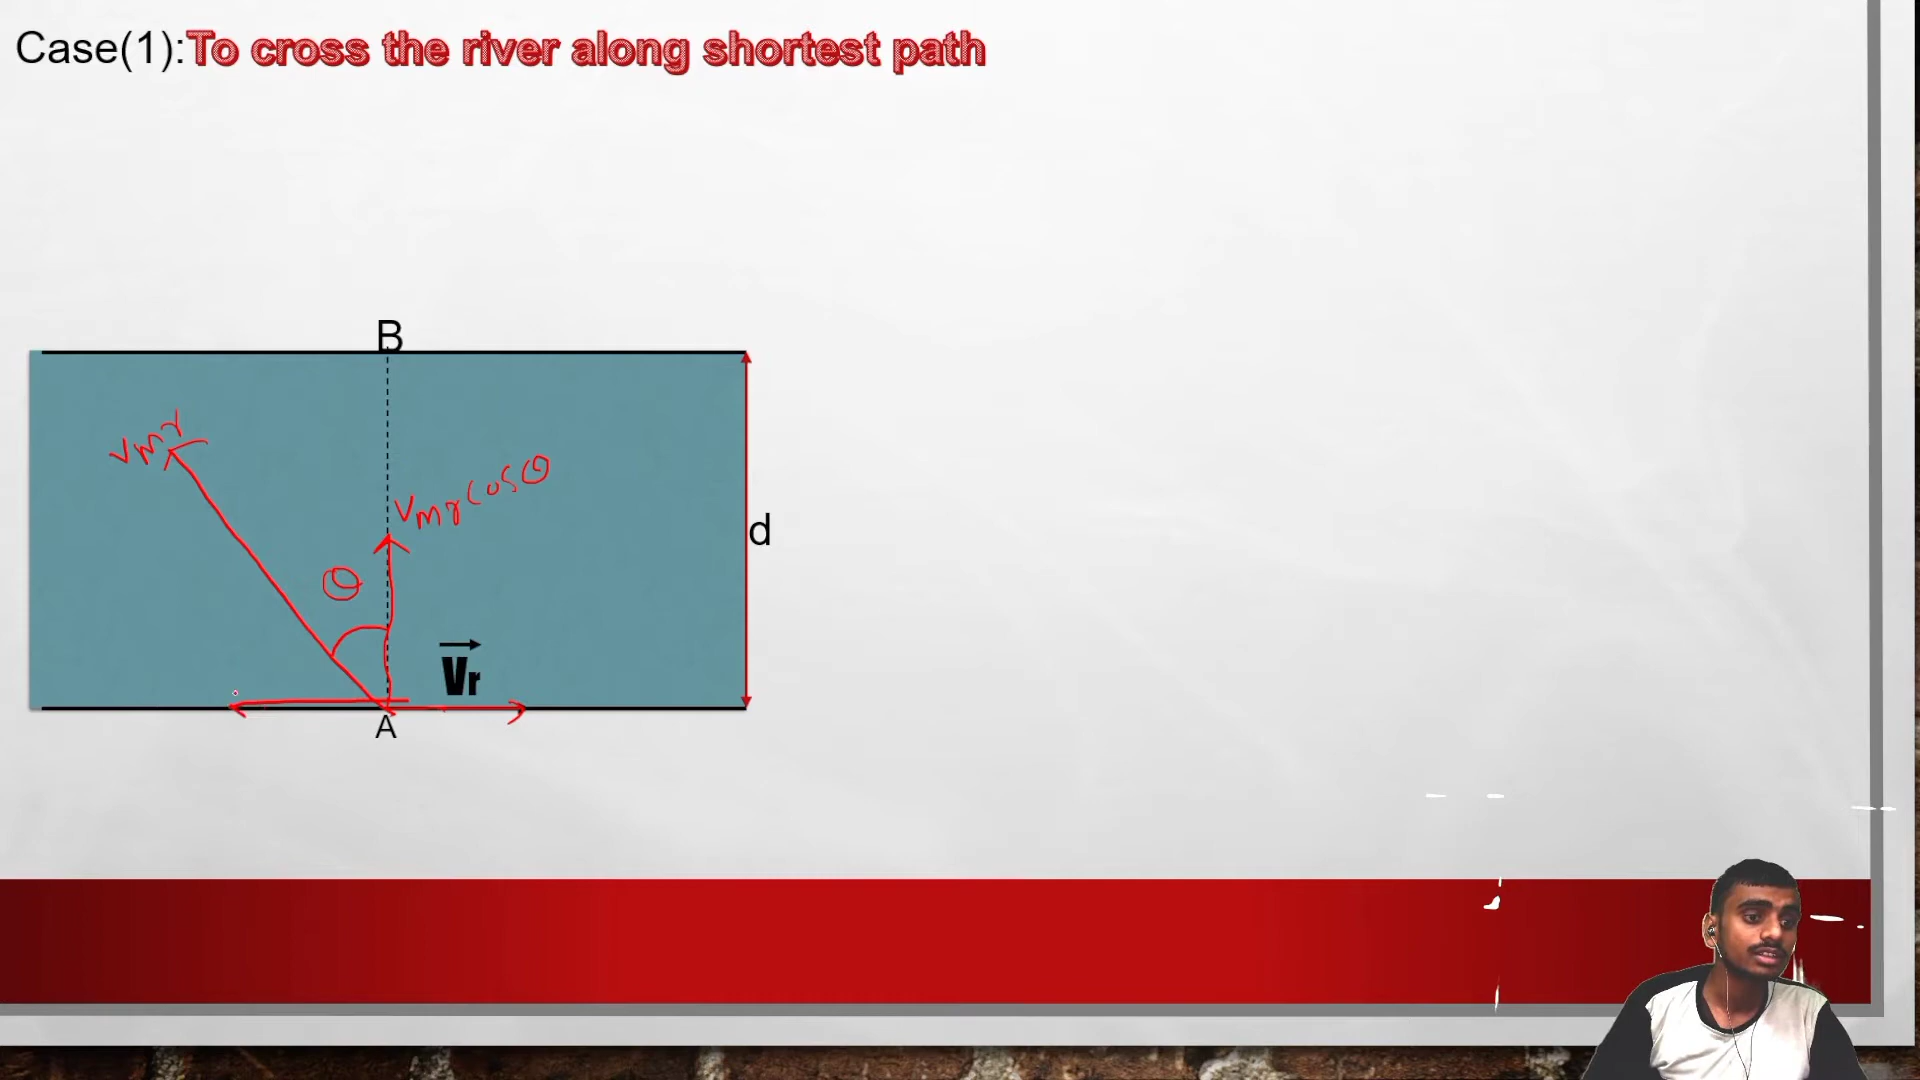 Case(1):To cross the river along shortest path
B
vmr
vmr cosθ
d
θ
Vr
A